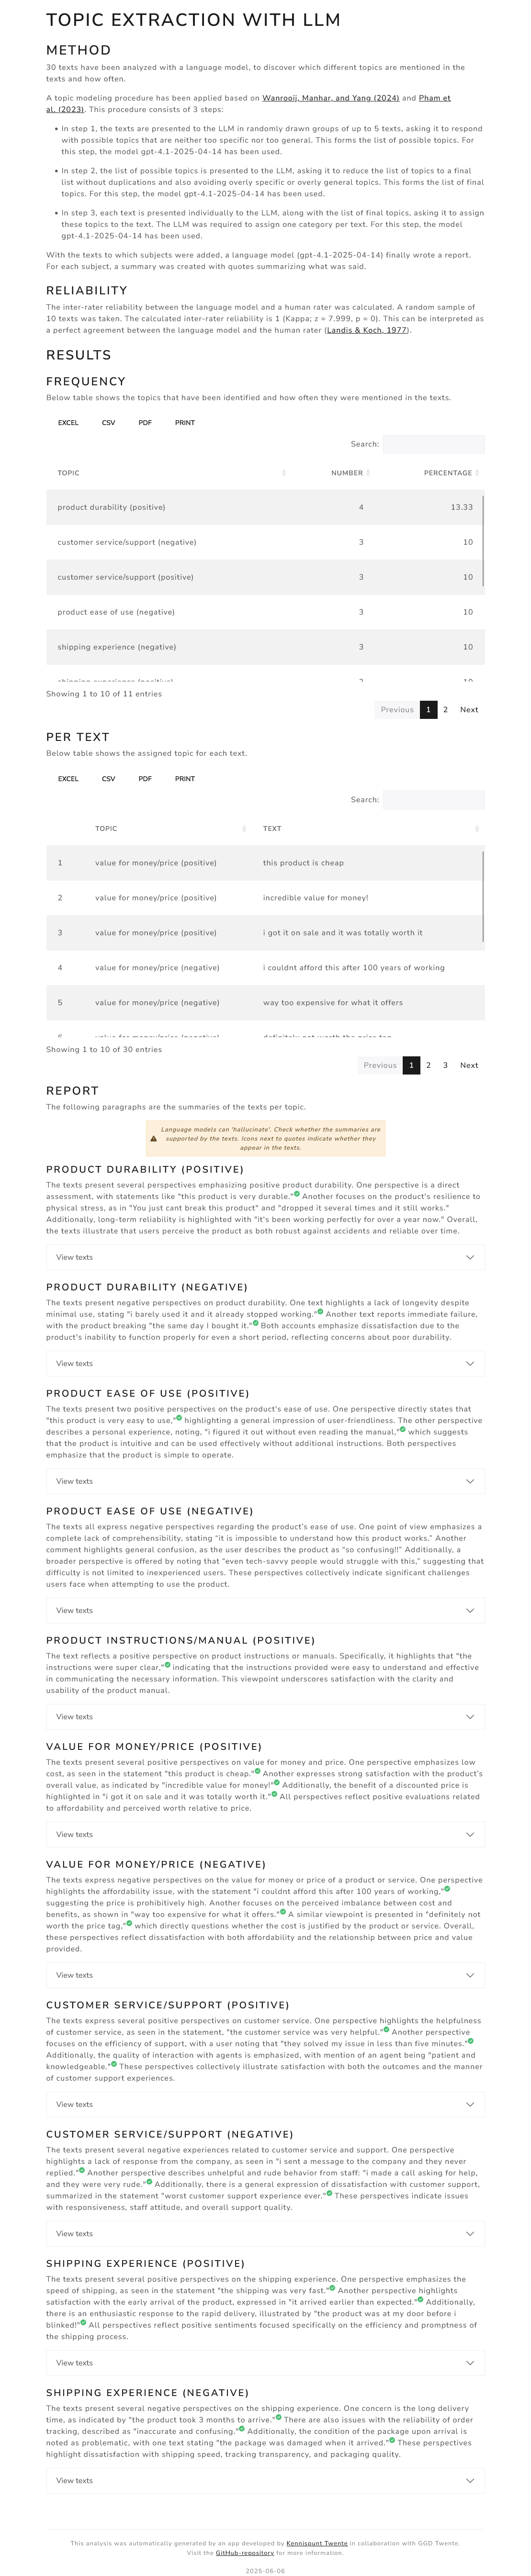 TOPIC EXTRACTION WITH LLM
METHOD
30 texts have been analyzed with a language model, to discover which different topics are mentioned in the
texts and how often.
A topic modeling procedure has been applied based on Wanrooij, Manhar, and Yang (2024) and Pham et
al. (2023). This procedure consists of 3 steps:
• In step 1, the texts are presented to the LLM in randomly drawn groups of up to 5 texts, asking it to respond
with possible topics that are neither too specific nor too general. This forms the list of possible topics. For
this step, the model gpt-4.1-2025-04-14 has been used.
• In step 2, the list of possible topics is presented to the LLM, asking it to reduce the list of topics to a final
list without duplications and also avoiding overly specific or overly general topics. This forms the list of final
topics. For this step, the model gpt-4.1-2025-04-14 has been used.
• In step 3, each text is presented individually to the LLM, along with the list of final topics, asking it to assign
these topics to the text. The LLM was required to assign one category per text. For this step, the model
gpt-4.1-2025-04-14 has been used.
With the texts to which subjects were added, a language model (gpt-4.1-2025-04-14) finally wrote a report.
For each subject, a summary was created with quotes summarizing what was said.
RELIABILITY
The inter-rater reliability between the language model and a human rater was calculated. A random sample of
10 texts was taken. The calculated inter-rater reliability is 1 (Kappa; z = 7.999, p = 0). This can be interpreted as
a perfect agreement between the language model and the human rater (Landis & Koch, 1977).
RESULTS
FREQUENCY
Below table shows the topics that have been identified and how often they were mentioned in the texts.
EXCEL CSV PDF PRINT
Search:
TOPIC NUMBER PERCENTAGE
product durability (positive) 4 13.33
customer service/support (negative) 3 10
customer service/support (positive) 3 10
product ease of use (negative) 3 10
shipping experience (negative) 3 10
shipping experience (positive) 3 10
Showing 1 to 10 of 11 entries
Previous 1 2 Next
PER TEXT
Below table shows the assigned topic for each text.
EXCEL CSV PDF PRINT
Search:
TOPIC TEXT
1 value for money/price (positive) this product is cheap
2 value for money/price (positive) incredible value for money!
3 value for money/price (positive) i got it on sale and it was totally worth it
4 value for money/price (negative) i couldnt afford this after 100 years of working
5 value for money/price (negative) way too expensive for what it offers
6 value for money/price (negative) definitely not worth the price tag
Showing 1 to 10 of 30 entries
Previous 1 2 3 Next
REPORT
The following paragraphs are the summaries of the texts per topic.
Language models can 'hallucinate'. Check whether the summaries are
supported by the texts. Icons next to quotes indicate whether they
appear in the texts.
PRODUCT DURABILITY (POSITIVE)
The texts present several perspectives emphasizing positive product durability. One perspective is a direct
assessment, with statements like "this product is very durable." Another focuses on the product's resilience to
physical stress, as in "You just cant break this product" and "dropped it several times and it still works."
Additionally, long-term reliability is highlighted with "it's been working perfectly for over a year now." Overall,
the texts illustrate that users perceive the product as both robust against accidents and reliable over time.
View texts
PRODUCT DURABILITY (NEGATIVE)
The texts present negative perspectives on product durability. One text highlights a lack of longevity despite
minimal use, stating "i barely used it and it already stopped working." Another text reports immediate failure,
with the product breaking "the same day I bought it." Both accounts emphasize dissatisfaction due to the
product's inability to function properly for even a short period, reflecting concerns about poor durability.
View texts
PRODUCT EASE OF USE (POSITIVE)
The texts present two positive perspectives on the product's ease of use. One perspective directly states that
"this product is very easy to use," highlighting a general impression of user-friendliness. The other perspective
describes a personal experience, noting, "i figured it out without even reading the manual," which suggests
that the product is intuitive and can be used effectively without additional instructions. Both perspectives
emphasize that the product is simple to operate.
View texts
PRODUCT EASE OF USE (NEGATIVE)
The texts all express negative perspectives regarding the product’s ease of use. One point of view emphasizes a
complete lack of comprehensibility, stating “it is impossible to understand how this product works.” Another
comment highlights general confusion, as the user describes the product as “so confusing!!” Additionally, a
broader perspective is offered by noting that “even tech-savvy people would struggle with this,” suggesting that
difficulty is not limited to inexperienced users. These perspectives collectively indicate significant challenges
users face when attempting to use the product.
View texts
PRODUCT INSTRUCTIONS/MANUAL (POSITIVE)
The text reflects a positive perspective on product instructions or manuals. Specifically, it highlights that "the
instructions were super clear," indicating that the instructions provided were easy to understand and effective
in communicating the necessary information. This viewpoint underscores satisfaction with the clarity and
usability of the product manual.
View texts
VALUE FOR MONEY/PRICE (POSITIVE)
The texts present several positive perspectives on value for money and price. One perspective emphasizes low
cost, as seen in the statement "this product is cheap." Another expresses strong satisfaction with the product's
overall value, as indicated by "incredible value for money!" Additionally, the benefit of a discounted price is
highlighted in "i got it on sale and it was totally worth it." All perspectives reflect positive evaluations related
to affordability and perceived worth relative to price.
View texts
VALUE FOR MONEY/PRICE (NEGATIVE)
The texts express negative perspectives on the value for money or price of a product or service. One perspective
highlights the affordability issue, with the statement "i couldnt afford this after 100 years of working,"
suggesting the price is prohibitively high. Another focuses on the perceived imbalance between cost and
benefits, as shown in "way too expensive for what it offers." A similar viewpoint is presented in "definitely not
worth the price tag," which directly questions whether the cost is justified by the product or service. Overall,
these perspectives reflect dissatisfaction with both affordability and the relationship between price and value
provided.
View texts
CUSTOMER SERVICE/SUPPORT (POSITIVE)
The texts express several positive perspectives on customer service. One perspective highlights the helpfulness
of customer service, as seen in the statement, "the customer service was very helpful." Another perspective
focuses on the efficiency of support, with a user noting that "they solved my issue in less than five minutes."
Additionally, the quality of interaction with agents is emphasized, with mention of an agent being "patient and
knowledgeable." These perspectives collectively illustrate satisfaction with both the outcomes and the manner
of customer support experiences.
View texts
CUSTOMER SERVICE/SUPPORT (NEGATIVE)
The texts present several negative experiences related to customer service and support. One perspective
highlights a lack of response from the company, as seen in "i sent a message to the company and they never
replied." Another perspective describes unhelpful and rude behavior from staff: "i made a call asking for help,
and they were very rude." Additionally, there is a general expression of dissatisfaction with customer support,
summarized in the statement "worst customer support experience ever." These perspectives indicate issues
with responsiveness, staff attitude, and overall support quality.
View texts
SHIPPING EXPERIENCE (POSITIVE)
The texts present several positive perspectives on the shipping experience. One perspective emphasizes the
speed of shipping, as seen in the statement "the shipping was very fast." Another perspective highlights
satisfaction with the early arrival of the product, expressed in "it arrived earlier than expected." Additionally,
there is an enthusiastic response to the rapid delivery, illustrated by "the product was at my door before i
blinked!" All perspectives reflect positive sentiments focused specifically on the efficiency and promptness of
the shipping process.
View texts
SHIPPING EXPERIENCE (NEGATIVE)
The texts present several negative perspectives on the shipping experience. One concern is the long delivery
time, as indicated by "the product took 3 months to arrive." There are also issues with the reliability of order
tracking, described as "inaccurate and confusing." Additionally, the condition of the package upon arrival is
noted as problematic, with one text stating "the package was damaged when it arrived." These perspectives
highlight dissatisfaction with shipping speed, tracking transparency, and packaging quality.
View texts
This analysis was automatically generated by an app developed by Kennispunt Twente in collaboration with GGD Twente.
Visit the GitHub-repository for more information.
2025-06-06